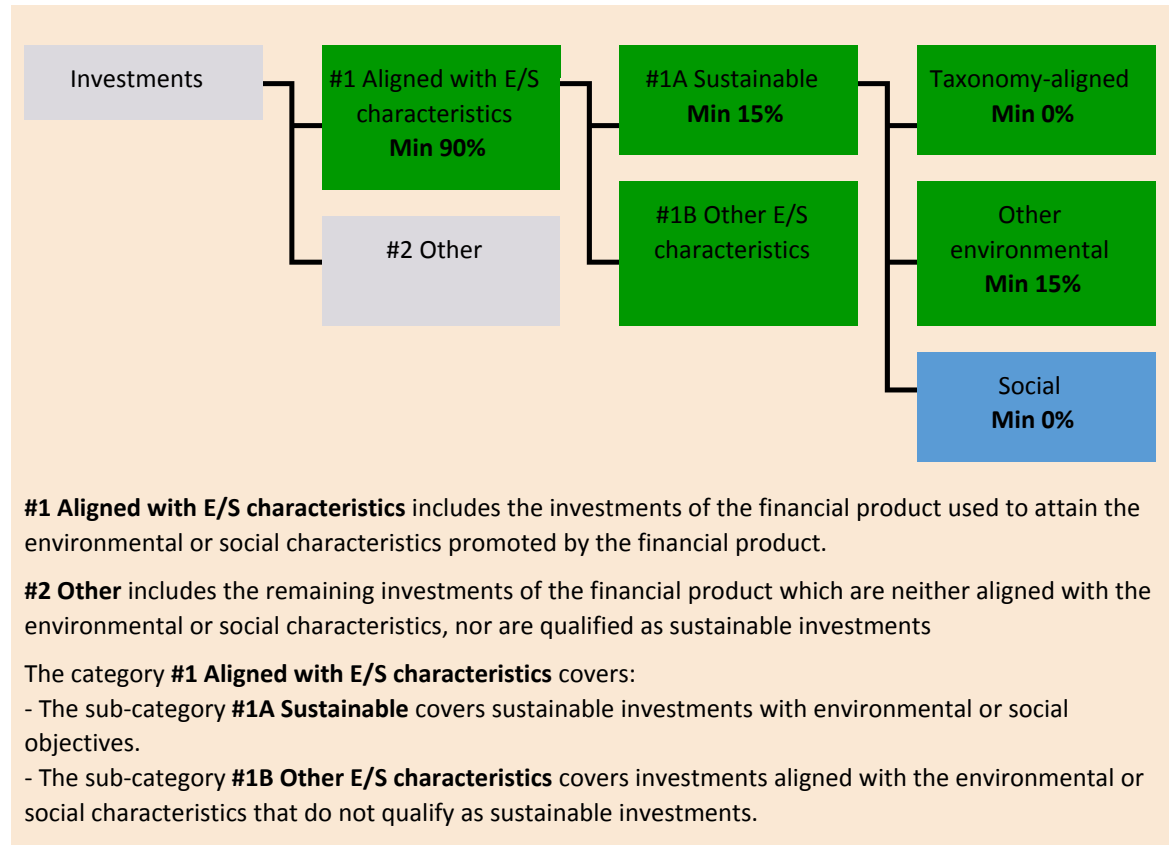 Investments
#1 Aligned with E/S
characteristics
Min 90%
#2 Other
#1A Sustainable
Min 15%
#1B Other E/S
characteristics
Taxonomy-aligned
Min 0%
Other
environmental
Min 15%
Social
Min 0%
#1 Aligned with E/S characteristics includes the investments of the financial product used to attain the
environmental or social characteristics promoted by the financial product.
#2 Other includes the remaining investments of the financial product which are neither aligned with the
environmental or social characteristics, nor are qualified as sustainable investments
The category #1 Aligned with E/S characteristics covers:
- The sub-category #1A Sustainable covers sustainable investments with environmental or social
objectives.
- The sub-category #1B Other E/S characteristics covers investments aligned with the environmental or
social characteristics that do not qualify as sustainable investments.